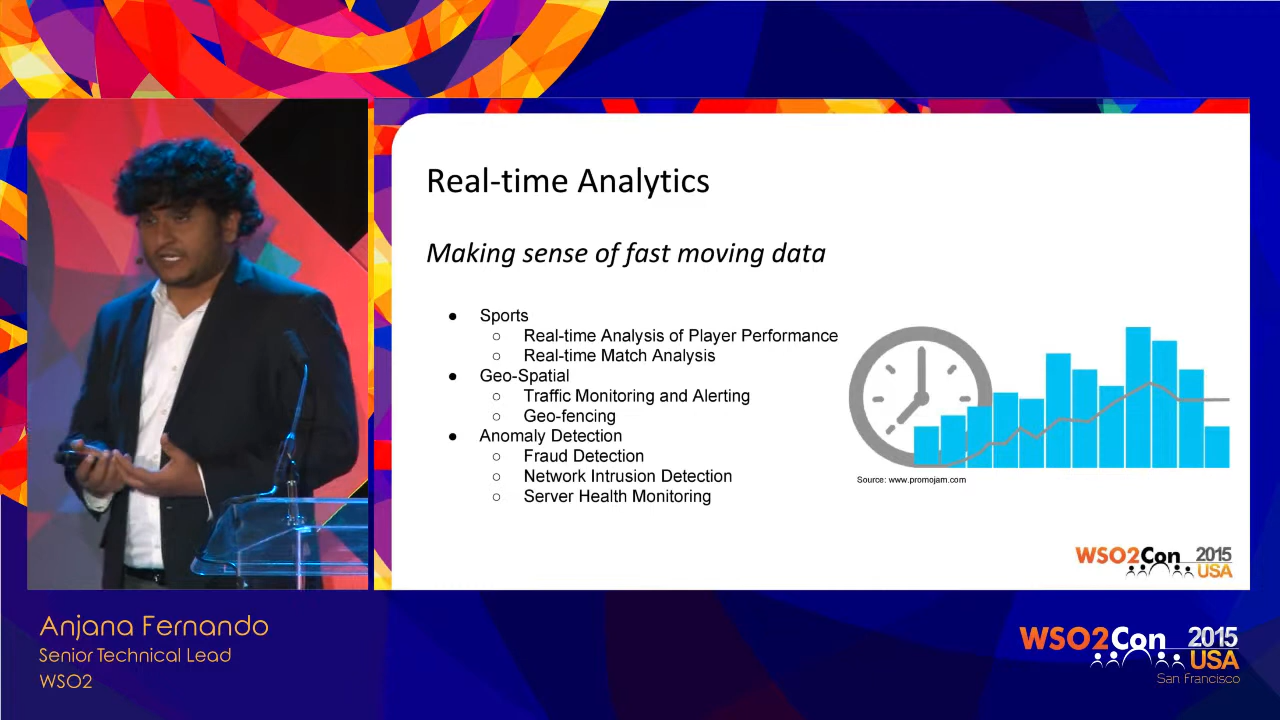 Real-time Analytics
Making sense of fast moving data
● Sports
○ Real-time Analysis of Player Performance
○ Real-time Match Analysis
● Geo-Spatial
○ Traffic Monitoring and Alerting
○ Geo-fencing
● Anomaly Detection
○ Fraud Detection
○ Network Intrusion Detection
○ Server Health Monitoring
Source: www.promojam.com
WSO2Con 2015
USA
Anjana Fernando
Senior Technical Lead
WSO2
WSO2Con 2015
USA
San Francisco